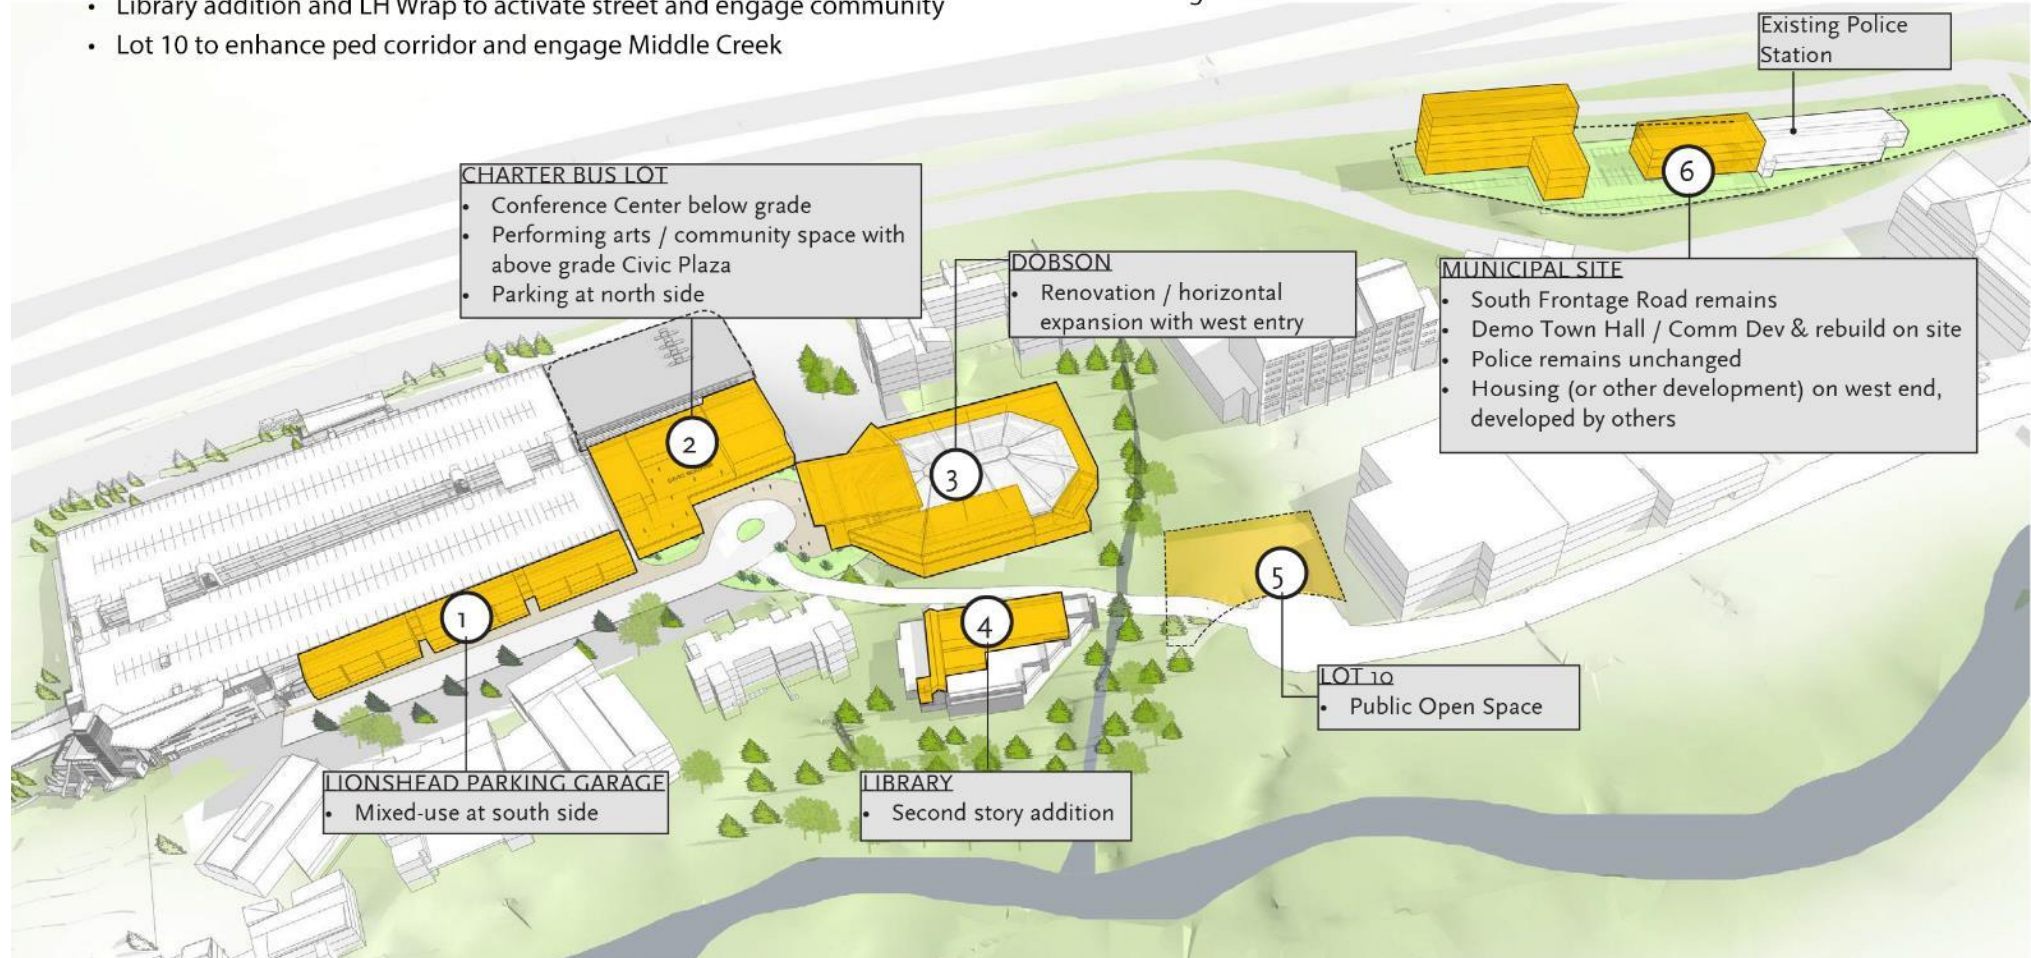 • Library addition and LH Wrap to activate street and engage community
• Lot 10 to enhance ped corridor and engage Middle Creek
Existing Police
Station
CHARTER BUS LOT
• Conference Center below grade
• Performing arts / community space with
above grade Civic Plaza
• Parking at north side
DOBSON
• Renovation / horizontal
expansion with west entry
MUNICIPAL SITE
• South Frontage Road remains
• Demo Town Hall / Comm Dev & rebuild on site
• Police remains unchanged
• Housing (or other development) on west end,
developed by others
6
2
3
5
1
4
LOT 10
• Public Open Space
LIONSHEAD PARKING GARAGE
• Mixed-use at south side
LIBRARY
• Second story addition